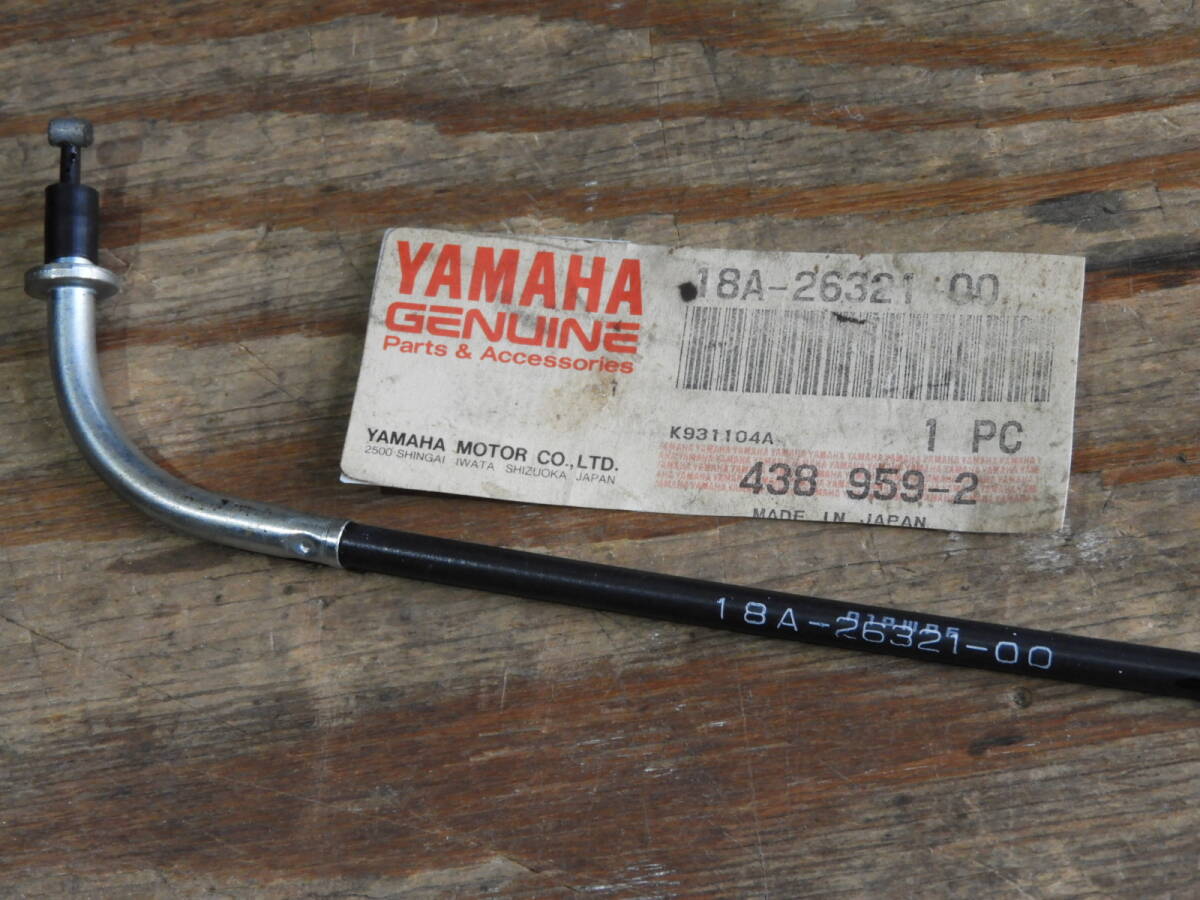 YAMAHA
GENUINE
Parts & Accessories
YAMAHA MOTOR CO.,LTD.
2500 SHINGAI IWATA SHIZUOKA JAPAN
18A-26321-00
K931104A
1 PC
438 959-2
MADE IN JAPAN
18A-26321-00